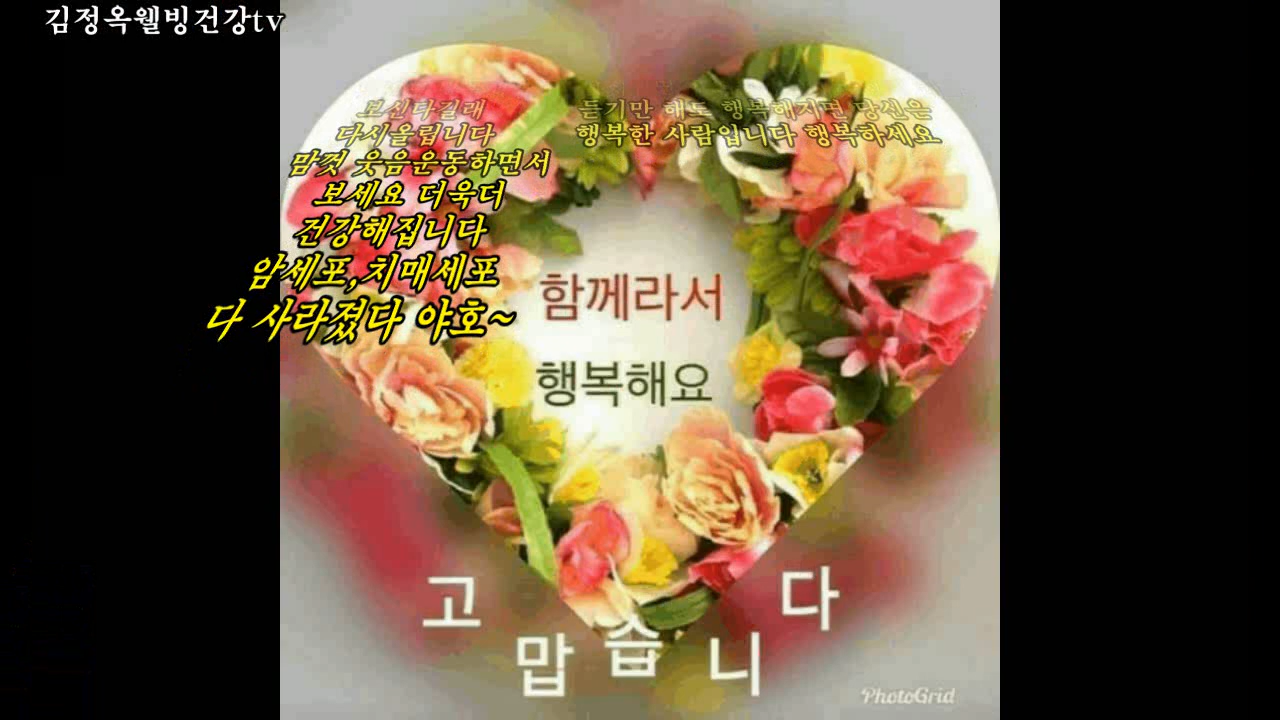 김정옥웰빙건강tv
보신다길래
다시올립니다
맘껏 웃음운동하면서
보세요 더욱더
건강해집니다
암세포,치매세포
다 사라졌다 야호~
듣기만 해도 행복해지면 당신은
행복한 사람입니다 행복하세요
함께라서
행복해요
고맙습니다
PhotoGrid